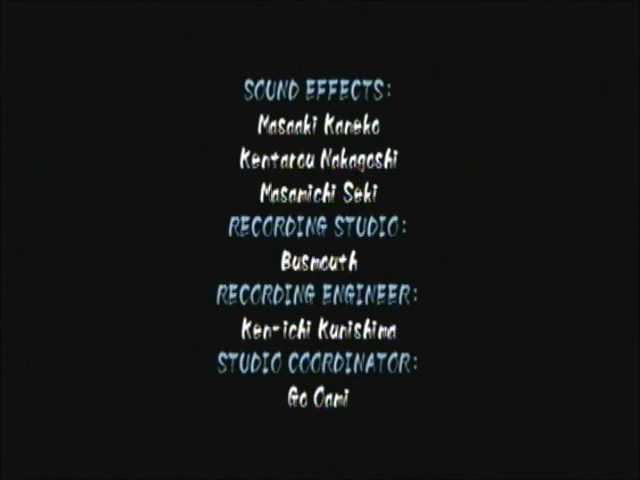 SOUND EFFECTS:
Masaaki Kaneko
Kentarou Nakagoshi
Masamichi Seki
RECORDING STUDIO:
Busmouth
RECORDING ENGINEER:
Ken-ichi Kunishima
STUDIO COORDINATOR:
Go Oami